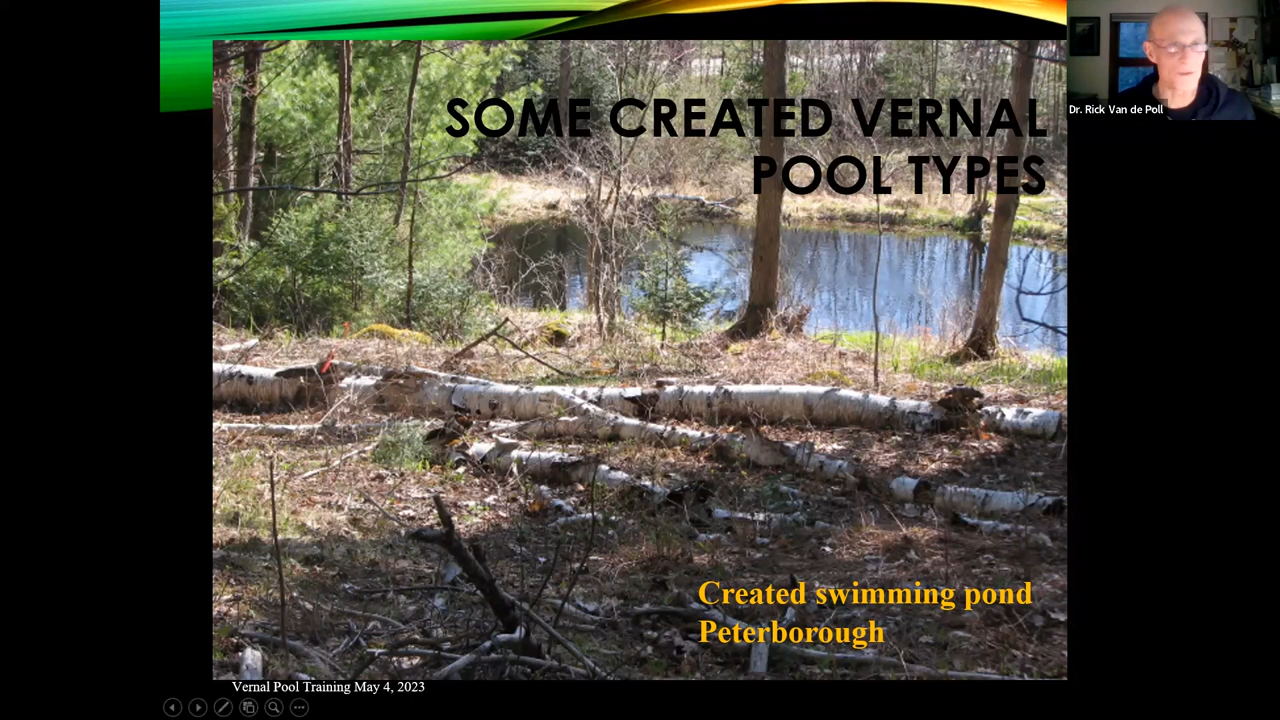 SOME CREATED VERNAL
POOL TYPES
Dr. Rick Van de Poll
Created swimming pond
Peterborough
Vernal Pool Training May 4, 2023